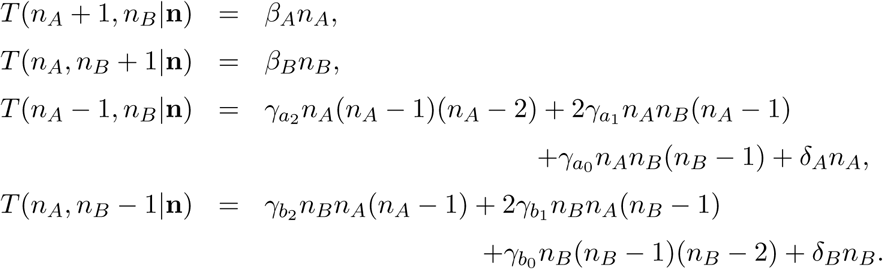 T(n_A + 1, n_B|𝐧) = β_A n_A,
T(n_A, n_B + 1|𝐧) = β_B n_B,
T(n_A − 1, n_B|𝐧) = γ_{a_2} n_A(n_A − 1)(n_A − 2) + 2γ_{a_1} n_A n_B(n_A − 1)
+γ_{a_0} n_A n_B(n_B − 1) + δ_A n_A,
T(n_A, n_B − 1|𝐧) = γ_{b_2} n_B n_A(n_A − 1) + 2γ_{b_1} n_B n_A(n_B − 1)
+γ_{b_0} n_B(n_B − 1)(n_B − 2) + δ_B n_B.